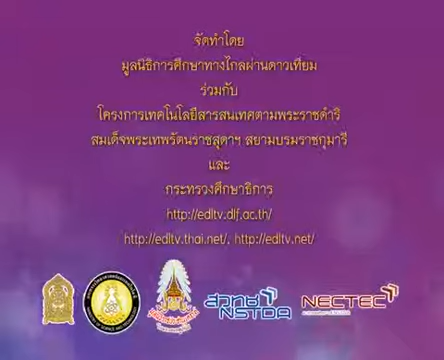 จัดทำโดย
มูลนิธิการศึกษาทางไกลผ่านดาวเทียม
ร่วมกับ
โครงการเทคโนโลยีสารสนเทศตามพระราชดำริ
สมเด็จพระเทพรัตนราชสุดาฯ สยามบรมราชกุมารี
และ
กระทรวงศึกษาธิการ
http://edltv.dlf.ac.th/
http://edltv.thai.net/, http://edltv.net/
สวทช NECTEC
NSTDA